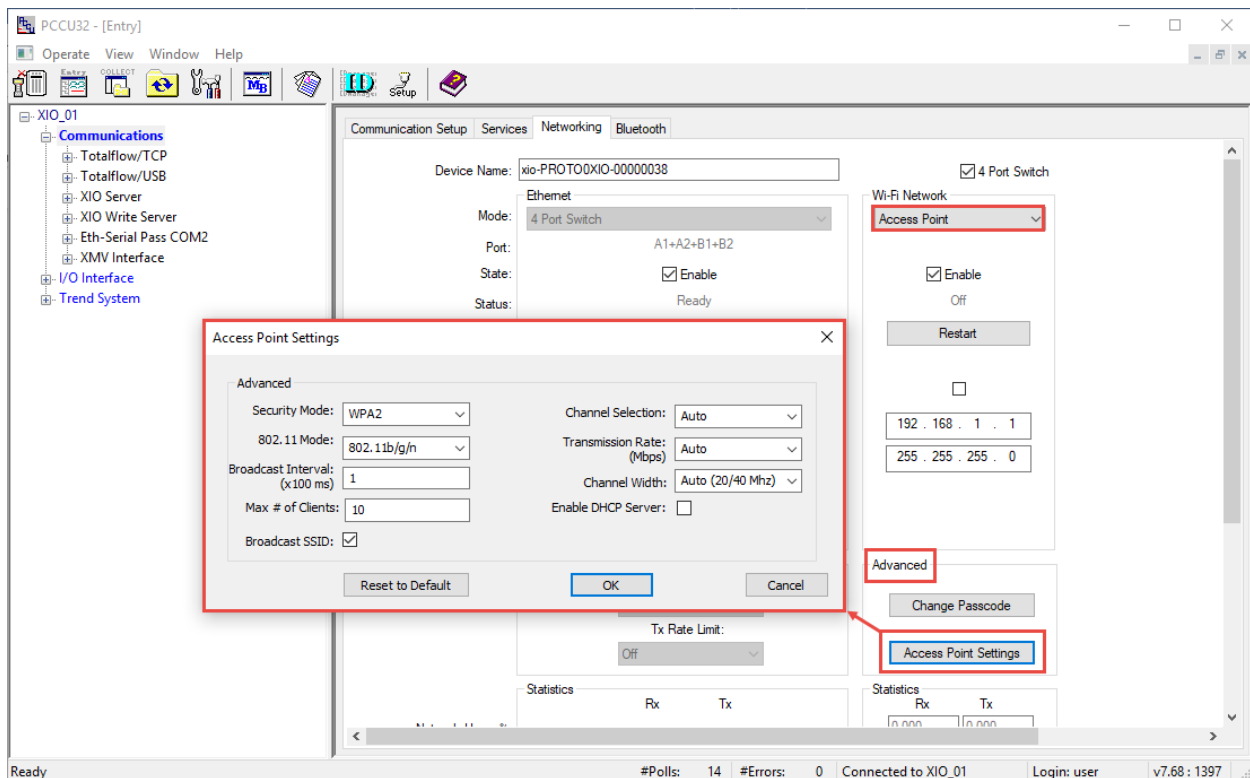 PCCU32 - [Entry]
Operate View Window Help
Entry
COLLECT
MB
ID
Setup
XIO_01
Communications
Totalflow/TCP
Totalflow/USB
XIO Server
XIO Write Server
Eth-Serial Pass COM2
XMV Interface
I/O Interface
Trend System
Communication Setup Services Networking Bluetooth
Device Name: xio-PROTO0XIO-00000038 4 Port Switch
Ethernet Wi-Fi Network
Mode: 4 Port Switch Access Point
Port: A1+A2+B1+B2
State: Enable Enable
Status: Ready Off
Restart
192 . 168 . 1 . 1
255 . 255 . 255 . 0
Access Point Settings
Advanced
Security Mode: WPA2 Channel Selection: Auto
802.11 Mode: 802.11b/g/n Transmission Rate: Auto
(Mbps)
Broadcast Interval: 1 Channel Width: Auto (20/40 Mhz)
(x100 ms)
Max # of Clients: 10 Enable DHCP Server:
Broadcast SSID:
Reset to Default OK Cancel
Advanced
Change Passcode
Tx Rate Limit:
Off
Access Point Settings
Statistics Statistics
Rx Tx Rx Tx
0.000 0.000
Ready #Polls: 14 #Errors: 0 Connected to XIO_01 Login: user v7.68 : 1397